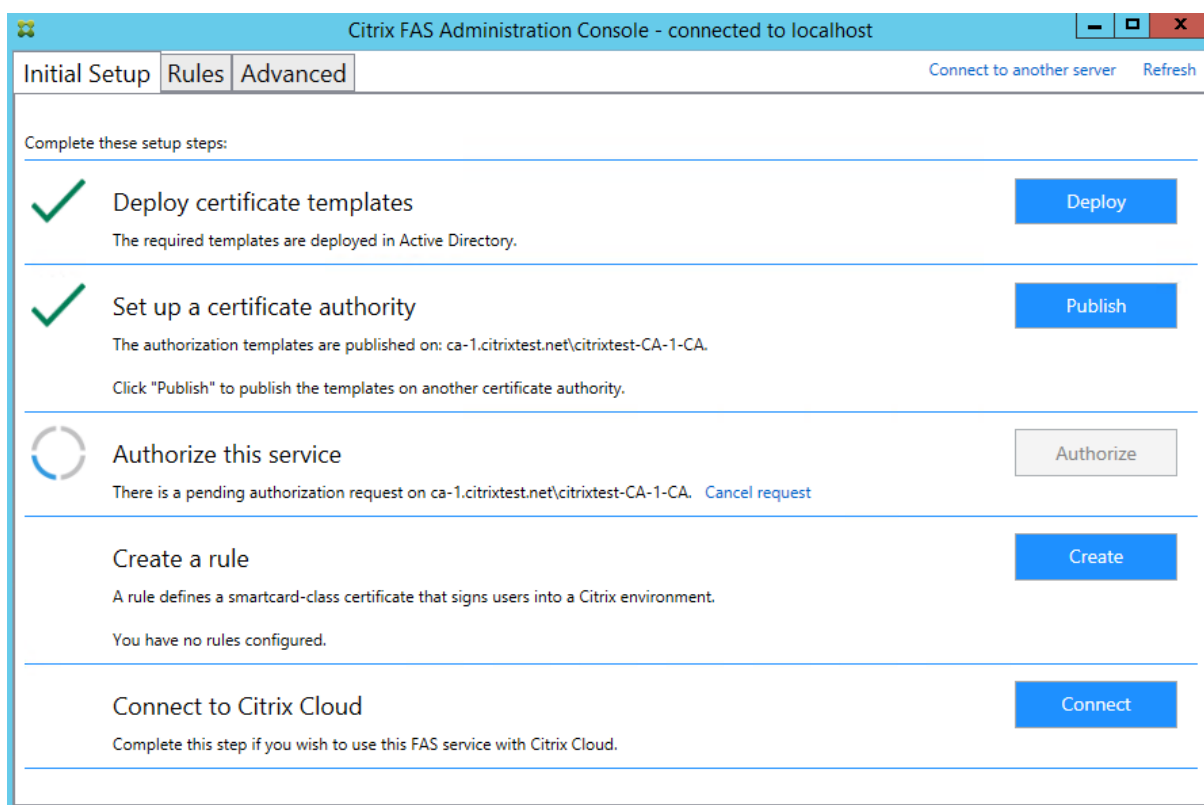 Citrix FAS Administration Console - connected to localhost
Initial Setup Rules Advanced Connect to another server Refresh
Complete these setup steps:
Deploy certificate templates
Deploy
The required templates are deployed in Active Directory.
Set up a certificate authority
Publish
The authorization templates are published on: ca-1.citrixtest.net\citrixtest-CA-1-CA.
Click "Publish" to publish the templates on another certificate authority.
Authorize this service
Authorize
There is a pending authorization request on ca-1.citrixtest.net\citrixtest-CA-1-CA. Cancel request
Create a rule
Create
A rule defines a smartcard-class certificate that signs users into a Citrix environment.
You have no rules configured.
Connect to Citrix Cloud
Connect
Complete this step if you wish to use this FAS service with Citrix Cloud.